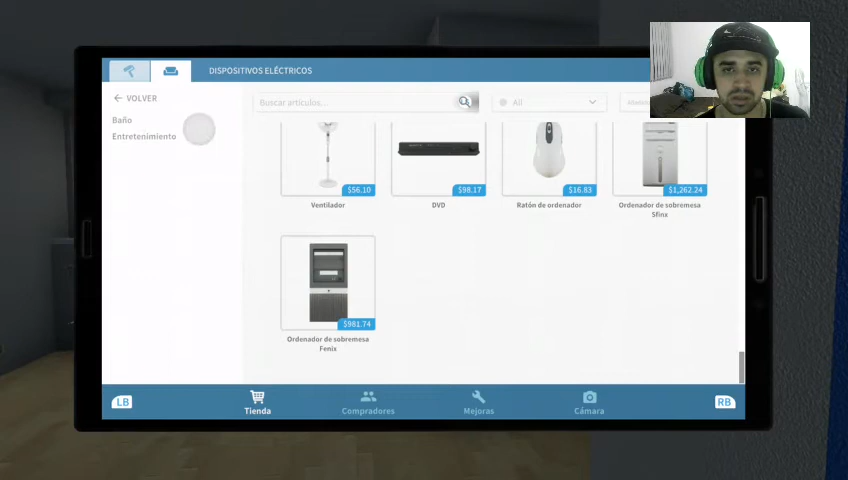 DISPOSITIVOS ELÉCTRICOS
VOLVER
Baño
Entretenimiento
Buscar artículos...
All
$56.10
$98.17
$16.83
$1,262.24
Ventilador
DVD
Ratón de ordenador
Ordenador de sobremesa
Sfinx
$981.74
Ordenador de sobremesa
Fenix
LB
Tienda
Compradores
Mejoras
Cámara
RB